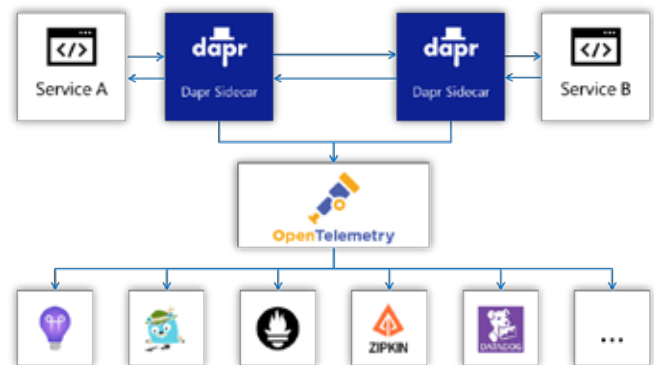 </>
Service A
dapr
Dapr Sidecar
dapr
Dapr Sidecar
</>
Service B
OpenTelemetry
ZIPKIN
DATADOG
...